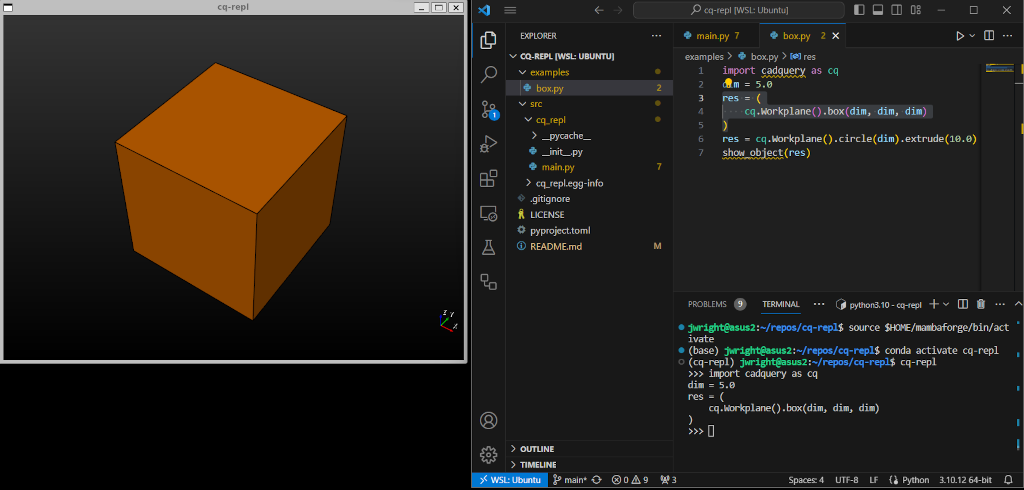 cq-repl
cq-repl [WSL: Ubuntu]
EXPLORER
CQ-REPL [WSL: UBUNTU]
examples
box.py 2
src
cq_repl
__pycache__
__init__.py
main.py 7
cq_repl.egg-info
.gitignore
LICENSE
pyproject.toml
README.md M
OUTLINE
TIMELINE
main.py 7 box.py 2
examples > box.py > res
1 import cadquery as cq
2 dim = 5.0
3 res = (
4 cq.Workplane().box(dim, dim, dim)
5 )
6 res = cq.Workplane().circle(dim).extrude(10.0)
7 show_object(res)
PROBLEMS 9 TERMINAL python3.10 - cq-repl
jwright@asus2:~/repos/cq-repl$ source $HOME/mambaforge/bin/act
ivate
(base) jwright@asus2:~/repos/cq-repl$ conda activate cq-repl
(cq-repl) jwright@asus2:~/repos/cq-repl$ cq-repl
>>> import cadquery as cq
dim = 5.0
res = (
cq.Workplane().box(dim, dim, dim)
)
>>>
WSL: Ubuntu main* 0 9 3 Spaces: 4 UTF-8 LF Python 3.10.12 64-bit